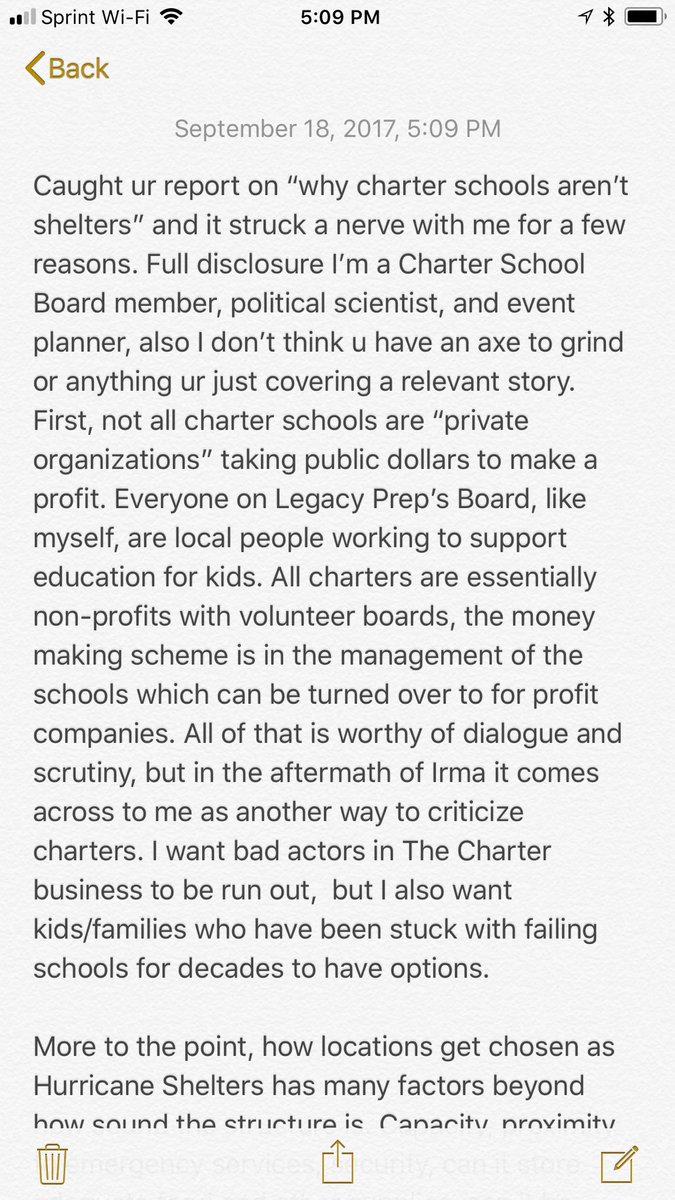 Sprint Wi-Fi 5:09 PM
Back
September 18, 2017, 5:09 PM
Caught ur report on “why charter schools aren’t
shelters” and it struck a nerve with me for a few
reasons. Full disclosure I’m a Charter School
Board member, political scientist, and event
planner, also I don’t think u have an axe to grind
or anything ur just covering a relevant story.
First, not all charter schools are “private
organizations” taking public dollars to make a
profit. Everyone on Legacy Prep’s Board, like
myself, are local people working to support
education for kids. All charters are essentially
non-profits with volunteer boards, the money
making scheme is in the management of the
schools which can be turned over to for profit
companies. All of that is worthy of dialogue and
scrutiny, but in the aftermath of Irma it comes
across to me as another way to criticize
charters. I want bad actors in The Charter
business to be run out,  but I also want
kids/families who have been stuck with failing
schools for decades to have options.
More to the point, how locations get chosen as
Hurricane Shelters has many factors beyond
how sound the structure is. Capacity, proximity
emergency services, security, can it store